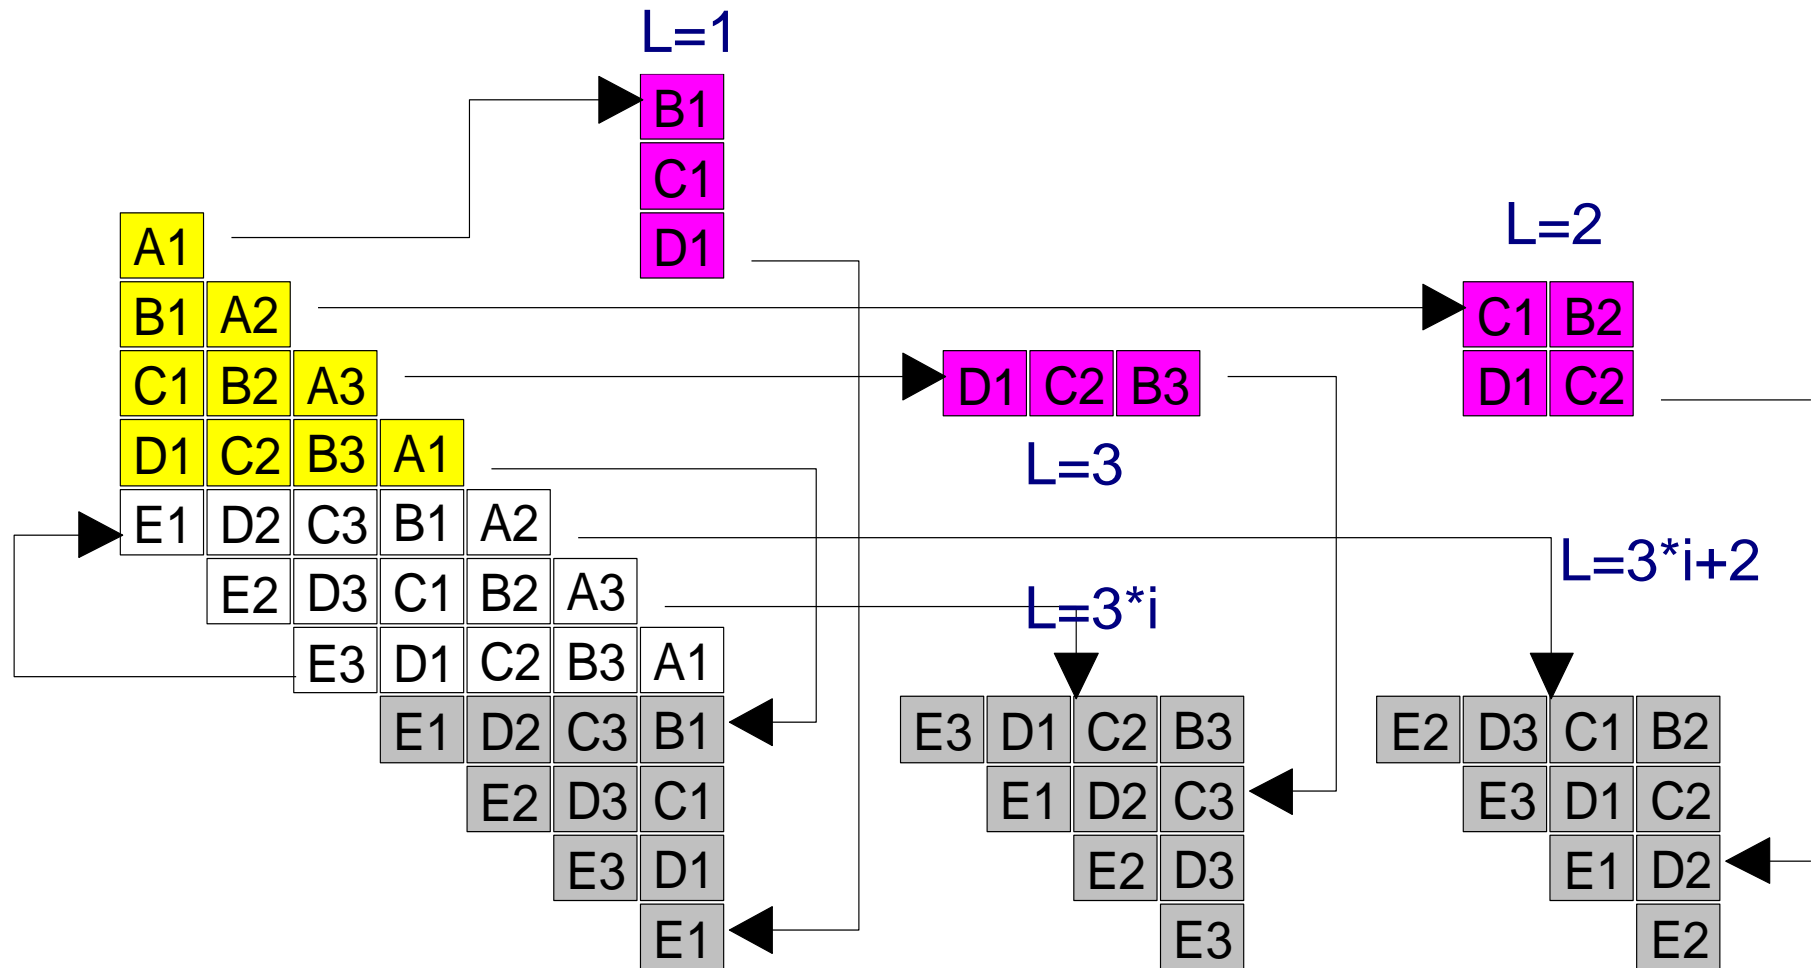 L=1
B1
C1
D1
L=2
A1
B1 A2
C1 B2
C1 B2 A3
D1 C2 B3
D1 C2
D1 C2 B3 A1
L=3
E1 D2 C3 B1 A2
L=3*i+2
E2 D3 C1 B2 A3
L=3*i
E3 D1 C2 B3 A1
E1 D2 C3 B1
E3 D1 C2 B3
E2 D3 C1 B2
E2 D3 C1
E1 D2 C3
E3 D1 C2
E3 D1
E2 D3
E1 D2
E1
E3
E2